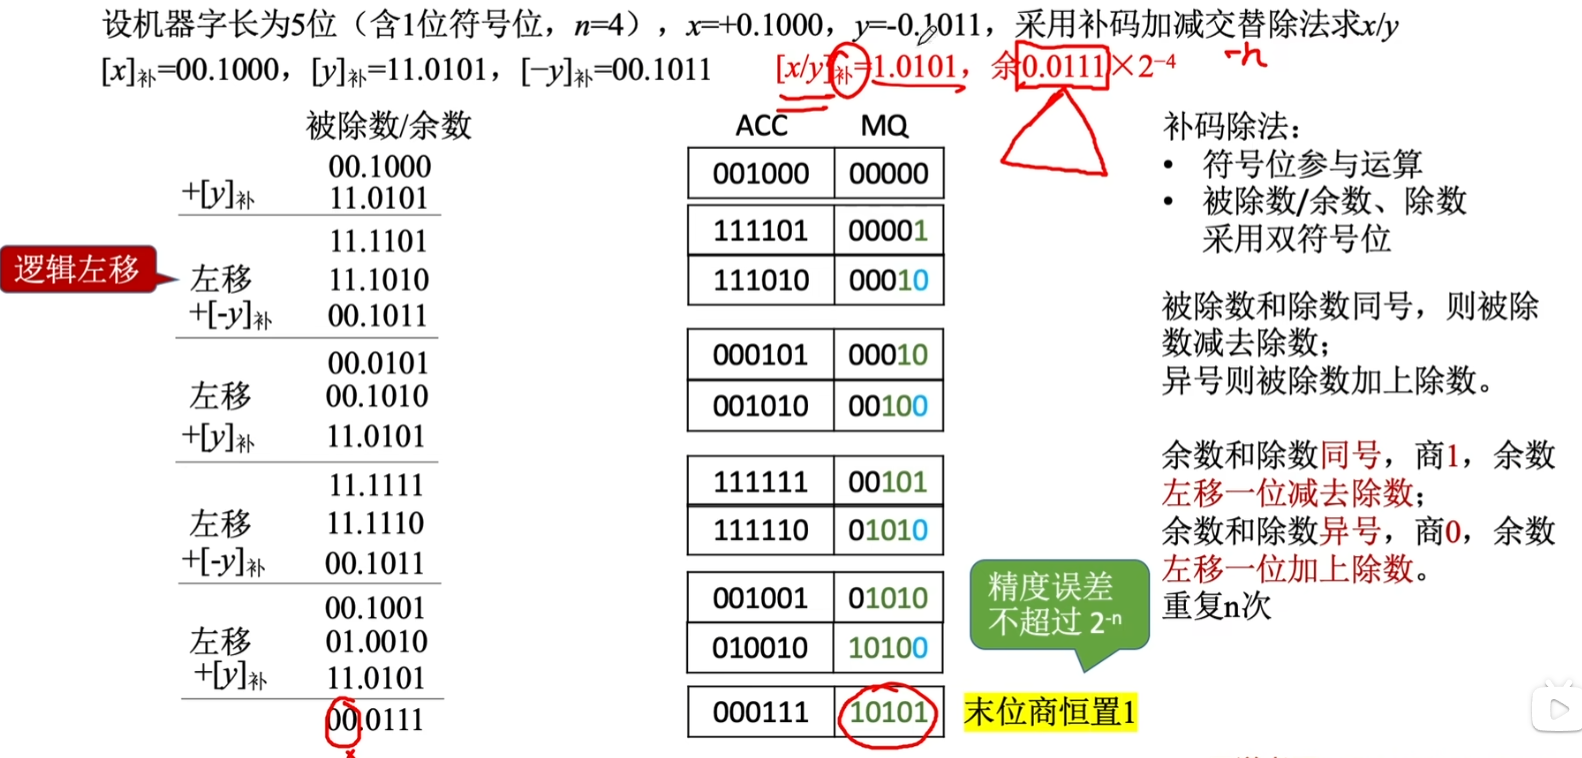 设机器字长为5位（含1位符号位，n=4），x=+0.1000，y=-0.1011，采用补码加减交替除法求x/y
[x]补=00.1000，[y]补=11.0101，[−y]补=00.1011
[x/y]补=1.0101，余0.0111×2⁻⁴
-n
被除数/余数
00.1000
+[y]补 11.0101
11.1101
逻辑左移
左移 11.1010
+[-y]补 00.1011
00.0101
左移 00.1010
+[y]补 11.0101
11.1111
左移 11.1110
+[-y]补 00.1011
00.1001
左移 01.0010
+[y]补 11.0101
00.0111
ACC MQ
001000 00000
111101 00001
111010 00010
000101 00010
001010 00100
111111 00101
111110 01010
001001 01010
010010 10100
000111 10101
末位商恒置1
精度误差
不超过 2⁻ⁿ
补码除法：
• 符号位参与运算
• 被除数/余数、除数
采用双符号位
被除数和除数同号，则被除
数减去除数；
异号则被除数加上除数。
余数和除数同号，商1，余数
左移一位减去除数；
余数和除数异号，商0，余数
左移一位加上除数。
重复n次